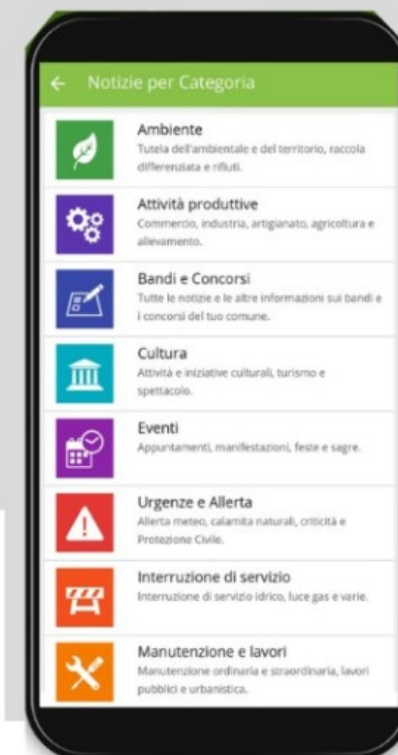 Notizie per Categoria
Ambiente
Tutela dell'ambientale e del territorio, raccola
differenziata e rifiuti.
Attività produttive
Commercio, industria, artigianato, agricoltura e
allevamento.
Bandi e Concorsi
Tutte le notizie e le altre informazioni sui bandi e
i concorsi del tuo comune.
Cultura
Attività e iniziative culturali, turismo e
spettacolo.
Eventi
Appuntamenti, manifestazioni, feste e sagre.
Urgenze e Allerta
Allerta meteo, calamita naturali, criticità e
Protezione Civile.
Interruzione di servizio
Interruzione di servizio idrico, luce gas e varie.
Manutenzione e lavori
Manutenzione ordinaria e straordinaria, lavori
pubblici e urbanistica.